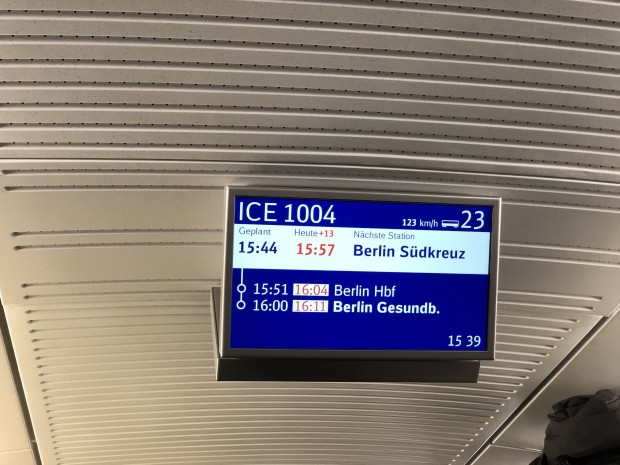 ICE 1004 123 km/h 23
Geplant Heute+13 Nächste Station
15:44 15:57 Berlin Südkreuz
15:51 16:04 Berlin Hbf
16:00 16:11 Berlin Gesundb.
15 39